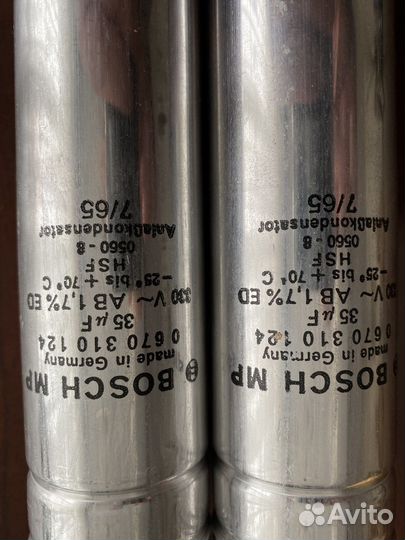 BOSCH MP
made in Germany
0 670 310 124
35 µF
330 V~ AB 1,7% ED
-25° bis + 70° C
HSF
0560 - 8
Anlaßkondensator
7/65
BOSCH MP
made in Germany
0 670 310 124
35 µF
330 V~ AB 1,7% ED
-25° bis + 70° C
HSF
0560 - 8
Anlaßkondensator
7/65
Avito